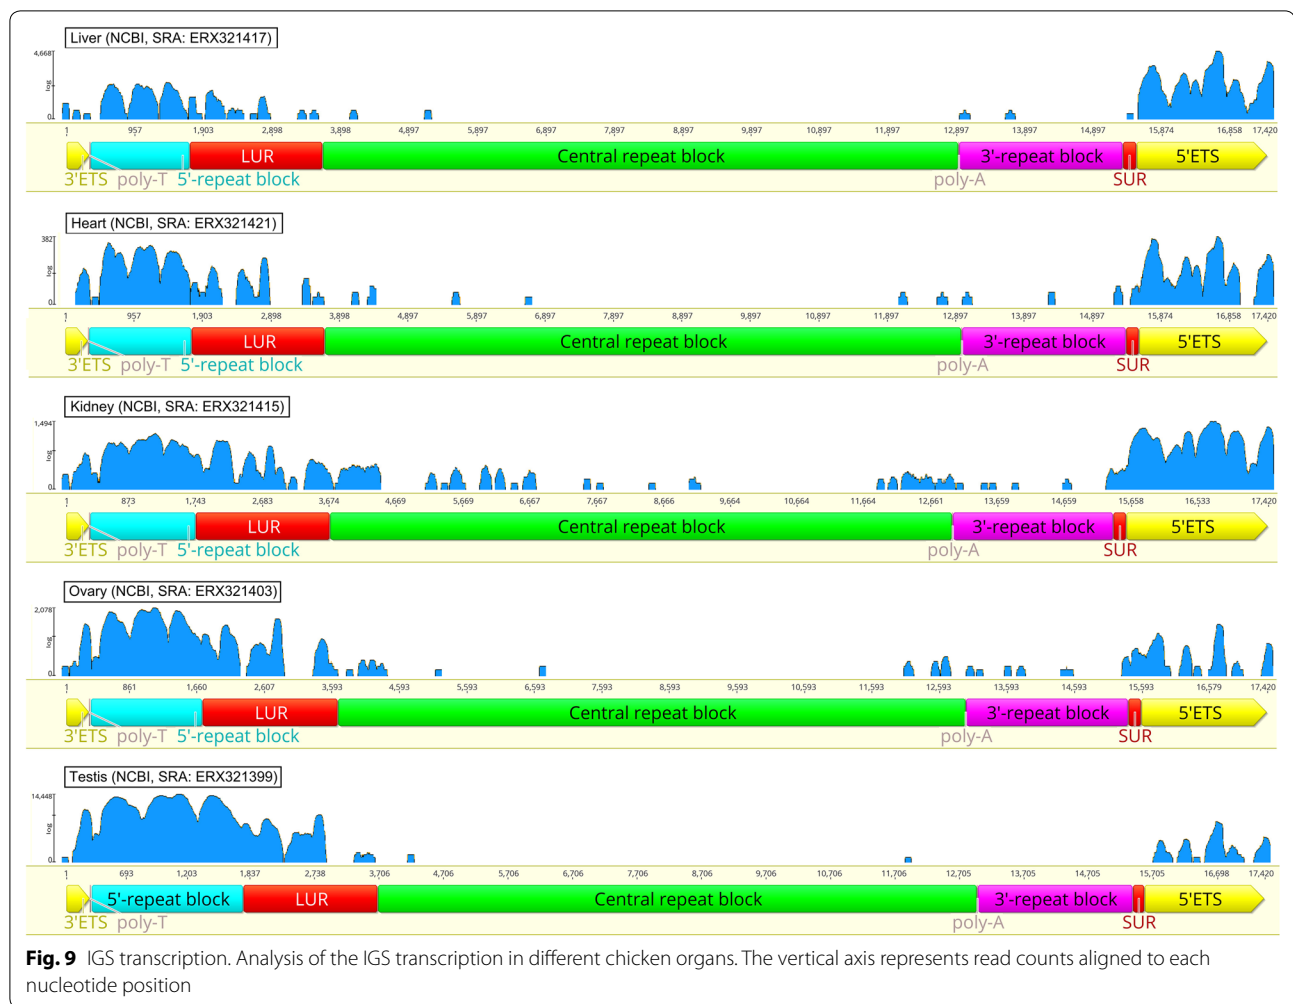 Liver (NCBI, SRA: ERX321417)
4,668
log
0
1 957 1,903 2,898 3,898 4,897 5,897 6,897 7,897 8,897 9,897 10,897 11,897 12,897 13,897 14,897 15,874 16,858 17,420
LUR Central repeat block 3'-repeat block 5'ETS
3'ETS poly-T 5'-repeat block poly-A SUR
Heart (NCBI, SRA: ERX321421)
382
log
0
1 957 1,903 2,898 3,898 4,897 5,897 6,897 7,897 8,897 9,897 10,897 11,897 12,897 13,897 14,897 15,874 16,858 17,420
LUR Central repeat block 3'-repeat block 5'ETS
3'ETS poly-T 5'-repeat block poly-A SUR
Kidney (NCBI, SRA: ERX321415)
1,494
log
0
1 873 1,743 2,683 3,674 4,669 5,669 6,667 7,667 8,666 9,664 10,664 11,664 12,661 13,659 14,659 15,658 16,533 17,420
LUR Central repeat block 3'-repeat block 5'ETS
3'ETS poly-T 5'-repeat block poly-A SUR
Ovary (NCBI, SRA: ERX321403)
2,078
log
0
1 861 1,660 2,607 3,593 4,593 5,593 6,593 7,593 8,593 9,593 10,593 11,593 12,593 13,593 14,593 15,593 16,579 17,420
LUR Central repeat block 3'-repeat block 5'ETS
3'ETS poly-T 5'-repeat block poly-A SUR
Testis (NCBI, SRA: ERX321399)
14,448
log
0
1 693 1,203 1,837 2,738 3,706 4,706 5,706 6,706 7,706 8,706 9,706 10,706 11,706 12,705 13,705 14,705 15,705 16,698 17,420
5'-repeat block LUR Central repeat block 3'-repeat block 5'ETS
3'ETS poly-T poly-A SUR
Fig. 9 IGS transcription. Analysis of the IGS transcription in different chicken organs. The vertical axis represents read counts aligned to each
nucleotide position